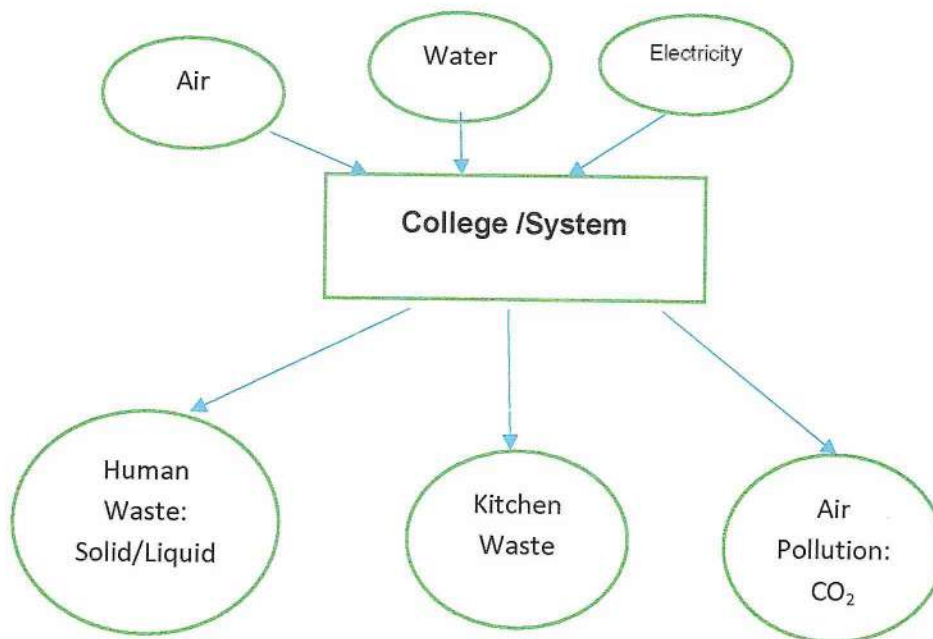 Air
Water
Electricity
College /System
Human
Waste:
Solid/Liquid
Kitchen
Waste
Air
Pollution:
CO₂